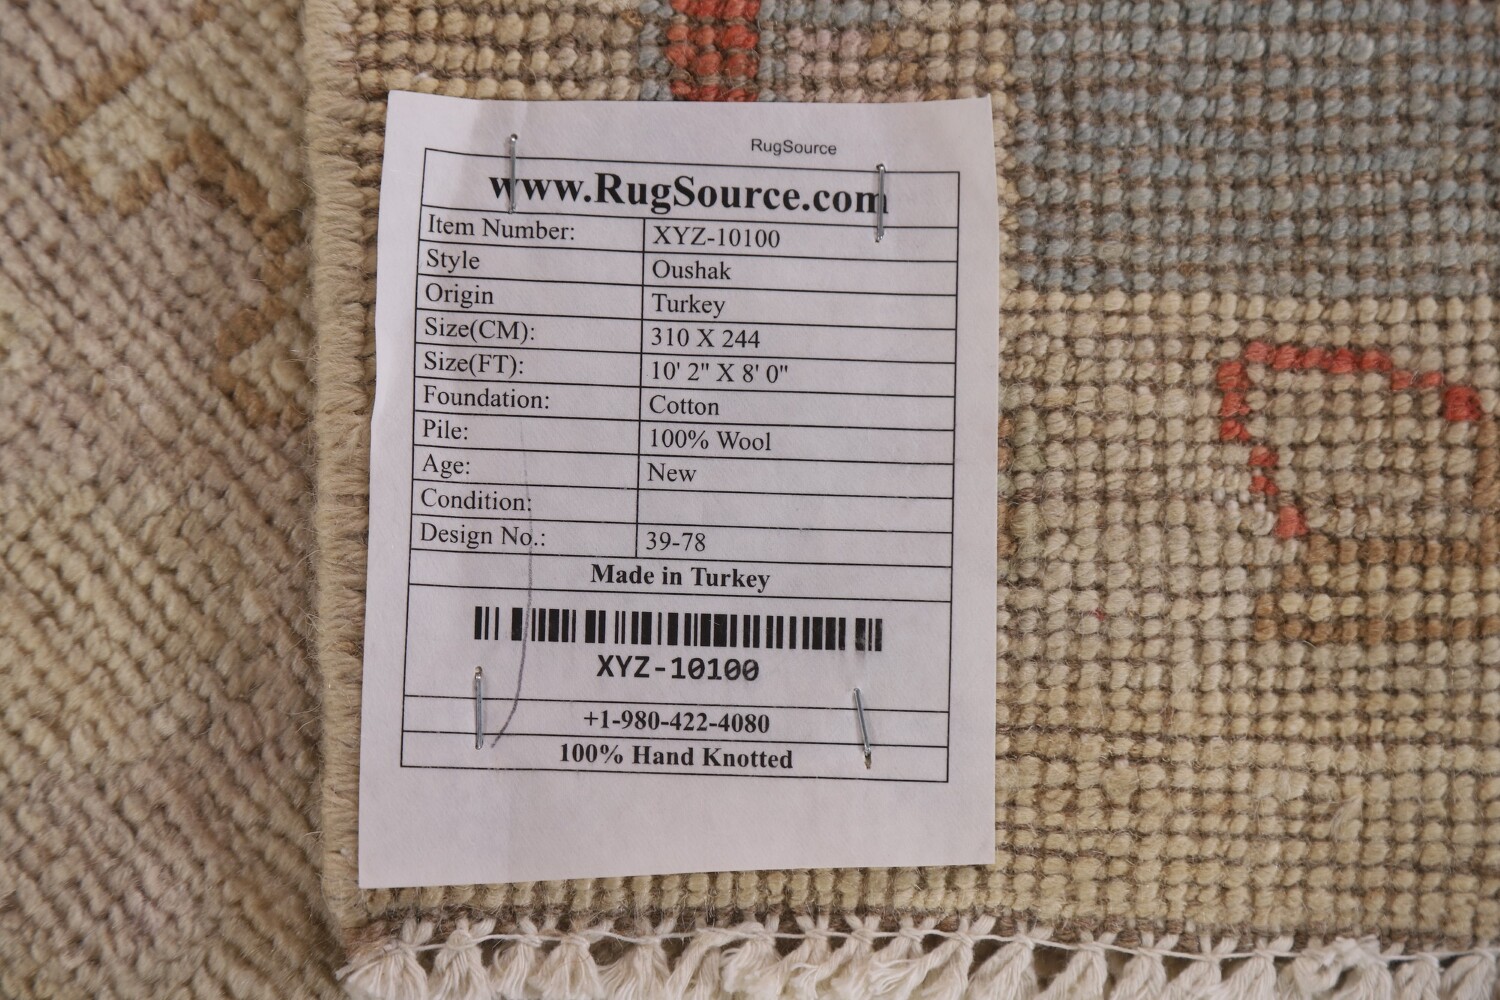 RugSource
www.RugSource.com
Item Number: XYZ-10100
Style Oushak
Origin Turkey
Size(CM): 310 X 244
Size(FT): 10' 2" X 8' 0"
Foundation: Cotton
Pile: 100% Wool
Age: New
Condition:
Design No.: 39-78
Made in Turkey
XYZ-10100
+1-980-422-4080
100% Hand Knotted